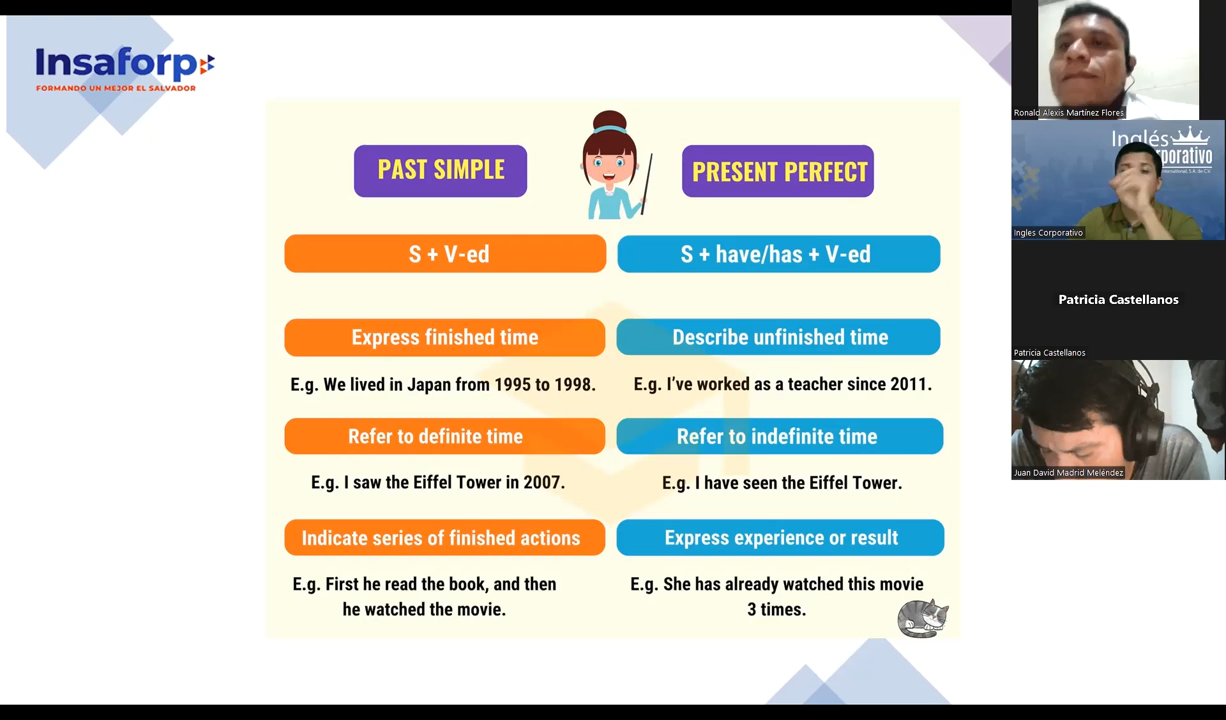 Insaforp
FORMANDO UN MEJOR EL SALVADOR
PAST SIMPLE
PRESENT PERFECT
S + V-ed
S + have/has + V-ed
Express finished time
Describe unfinished time
E.g. We lived in Japan from 1995 to 1998.
E.g. I've worked as a teacher since 2011.
Refer to definite time
Refer to indefinite time
E.g. I saw the Eiffel Tower in 2007.
E.g. I have seen the Eiffel Tower.
Indicate series of finished actions
Express experience or result
E.g. First he read the book, and then
he watched the movie.
E.g. She has already watched this movie
3 times.
Ronald Alexis Martínez Flores
Inglés
orporativo
International, S.A. de C.V.
Ingles Corporativo
Patricia Castellanos
Patricia Castellanos
Juan David Madrid Meléndez